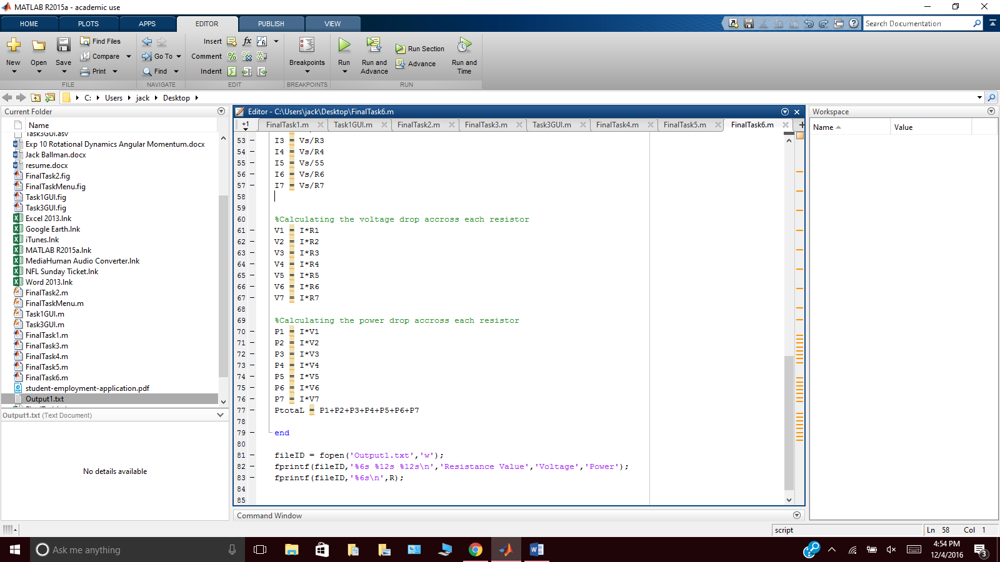 MATLAB R2015a - academic use
HOME PLOTS APPS EDITOR PUBLISH VIEW
Search Documentation
New Open Save
Find Files
Compare
Print
FILE
Go To
Find
NAVIGATE
Insert fx
Comment
Indent
EDIT
Breakpoints
BREAKPOINTS
Run
Run and Advance
Run Section
Advance
Run and Time
RUN
C: Users jack Desktop
Current Folder
Name
Task3GUI.asv
Exp 10 Rotational Dynamics Angular Momentum.docx
Jack Ballman.docx
resume.docx
FinalTask2.fig
FinalTaskMenu.fig
Task1GUI.fig
Task3GUI.fig
Excel 2013.lnk
Google Earth.lnk
iTunes.lnk
MATLAB R2015a.lnk
MediaHuman Audio Converter.lnk
NFL Sunday Ticket.lnk
Word 2013.lnk
FinalTask2.m
FinalTaskMenu.m
Task1GUI.m
Task3GUI.m
FinalTask1.m
FinalTask3.m
FinalTask4.m
FinalTask5.m
FinalTask6.m
student-employment-application.pdf
Output1.txt
Output1.txt (Text Document)
No details available
Editor - C:\Users\jack\Desktop\FinalTask6.m
+1 FinalTask1.m Task1GUI.m FinalTask2.m FinalTask3.m Task3GUI.m FinalTask4.m FinalTask5.m FinalTask6.m
53 – I3 = Vs/R3
54 – I4 = Vs/R4
55 – I5 = Vs/55
56 – I6 = Vs/R6
57 – I7 = Vs/R7
58
59
60 %Calculating the voltage drop accross each resistor
61 – V1 = I*R1
62 – V2 = I*R2
63 – V3 = I*R3
64 – V4 = I*R4
65 – V5 = I*R5
66 – V6 = I*R6
67 – V7 = I*R7
68
69 %Calculating the power drop accross each resistor
70 – P1 = I*V1
71 – P2 = I*V2
72 – P3 = I*V3
73 – P4 = I*V4
74 – P5 = I*V5
75 – P6 = I*V6
76 – P7 = I*V7
77 – PtotaL = P1+P2+P3+P4+P5+P6+P7
78
79 – end
80
81 – fileID = fopen('Output1.txt','w');
82 – fprintf(fileID,'%6s %12s %12s\n','Resistance Value','Voltage','Power');
83 – fprintf(fileID,'%6s\n',R);
84
85
Command Window
Workspace
Name Value
script
Ln 58 Col 1
Ask me anything
4:54 PM
12/4/2016
3